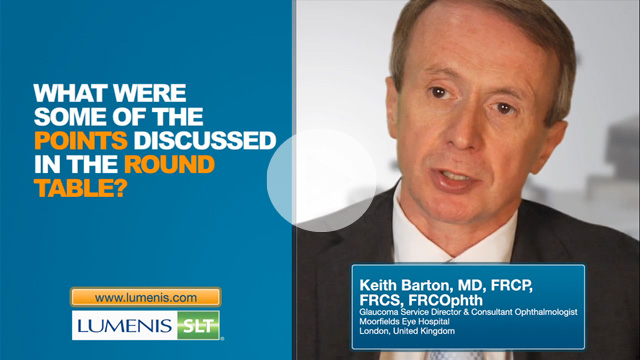 WHAT WERE
SOME OF THE
POINTS DISCUSSED
IN THE ROUND
TABLE?
www.lumenis.com
LUMENIS SLT®
Keith Barton, MD, FRCP,
FRCS, FRCOphth
Glaucoma Service Director & Consultant Ophthalmologist
Moorfields Eye Hospital
London, United Kingdom